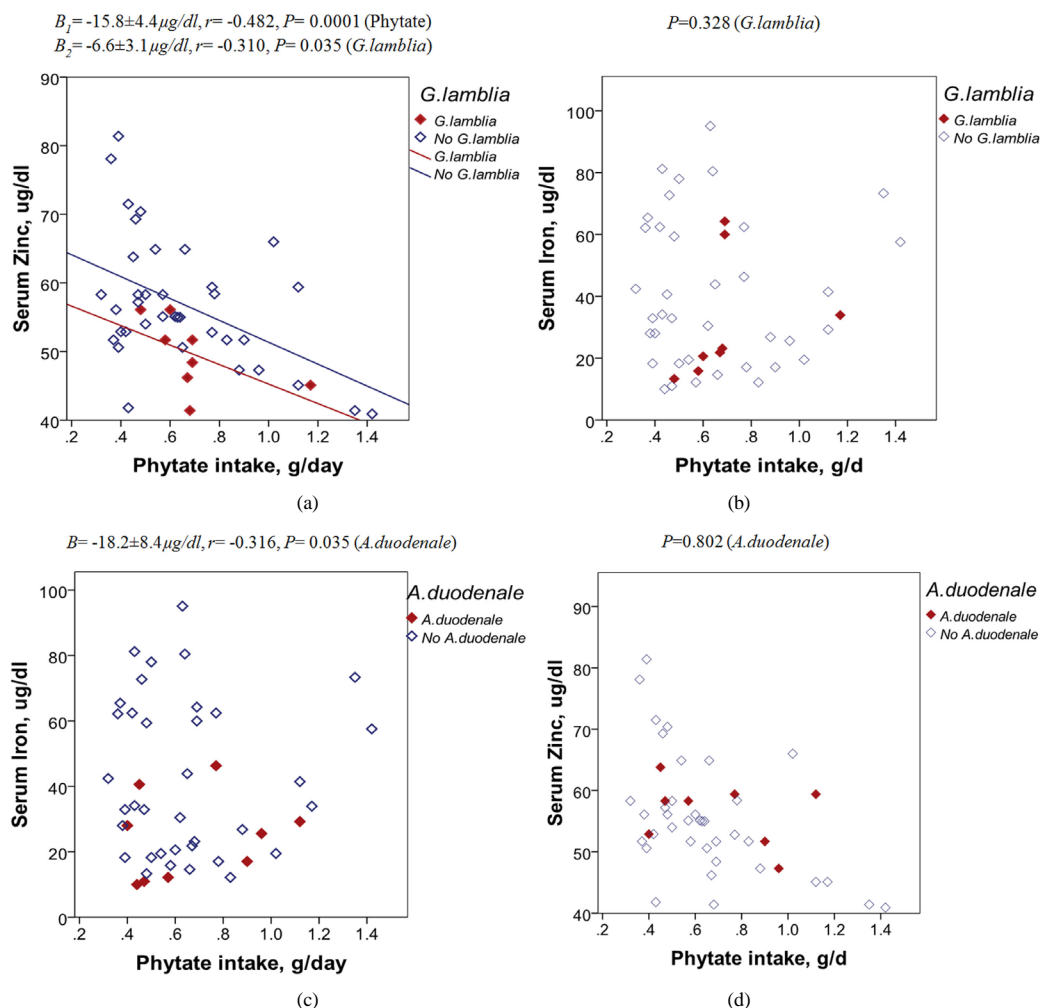 B1= -15.8±4.4µg/dl, r= -0.482, P= 0.0001 (Phytate)
B2= -6.6±3.1µg/dl, r= -0.310, P= 0.035 (G.lamblia)
90
80
70
60
50
40
Serum Zinc, ug/dl
.2 .4 .6 .8 1.0 1.2 1.4
Phytate intake, g/day
G.lamblia
G.lamblia
No G.lamblia
G.lamblia
No G.lamblia
(a)
P=0.328 (G.lamblia)
100
80
60
40
20
0
Serum Iron, ug/dl
.2 .4 .6 .8 1.0 1.2 1.4
Phytate intake, g/d
G.lamblia
G.lamblia
No G.lamblia
(b)
B= -18.2±8.4µg/dl, r= -0.316, P= 0.035 (A.duodenale)
100
80
60
40
20
0
Serum Iron, ug/dl
.2 .4 .6 .8 1.0 1.2 1.4
Phytate intake, g/day
A.duodenale
A.duodenale
No A.duodenale
(c)
P=0.802 (A.duodenale)
90
80
70
60
50
40
Serum Zinc, ug/dl
.2 .4 .6 .8 1.0 1.2 1.4
Phytate intake, g/d
A.duodenale
A.duodenale
No A.duodenale
(d)